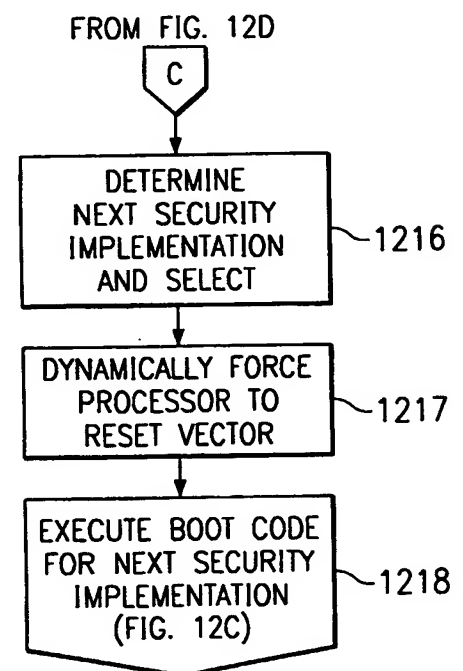 FROM FIG. 12D
C
DETERMINE
NEXT SECURITY
IMPLEMENTATION
AND SELECT
1216
DYNAMICALLY FORCE
PROCESSOR TO
RESET VECTOR
1217
EXECUTE BOOT CODE
FOR NEXT SECURITY
IMPLEMENTATION
(FIG. 12C)
1218